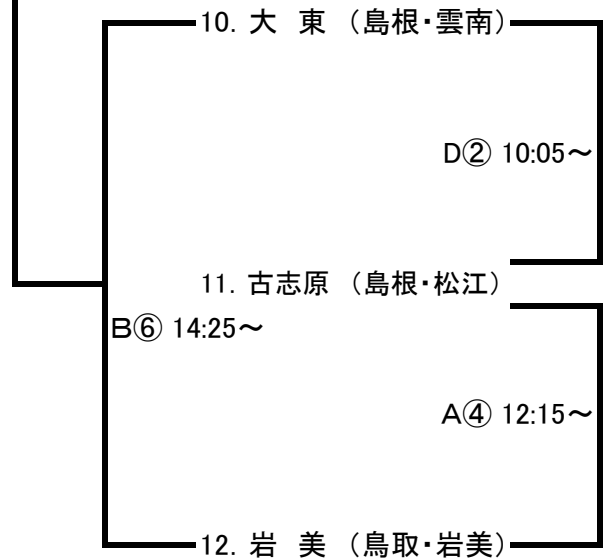 10. 大　東　（島根・雲南）
D② 10:05～
11. 古志原　（島根・松江）
B⑥ 14:25～
A④ 12:15～
12. 岩　美　（鳥取・岩美）